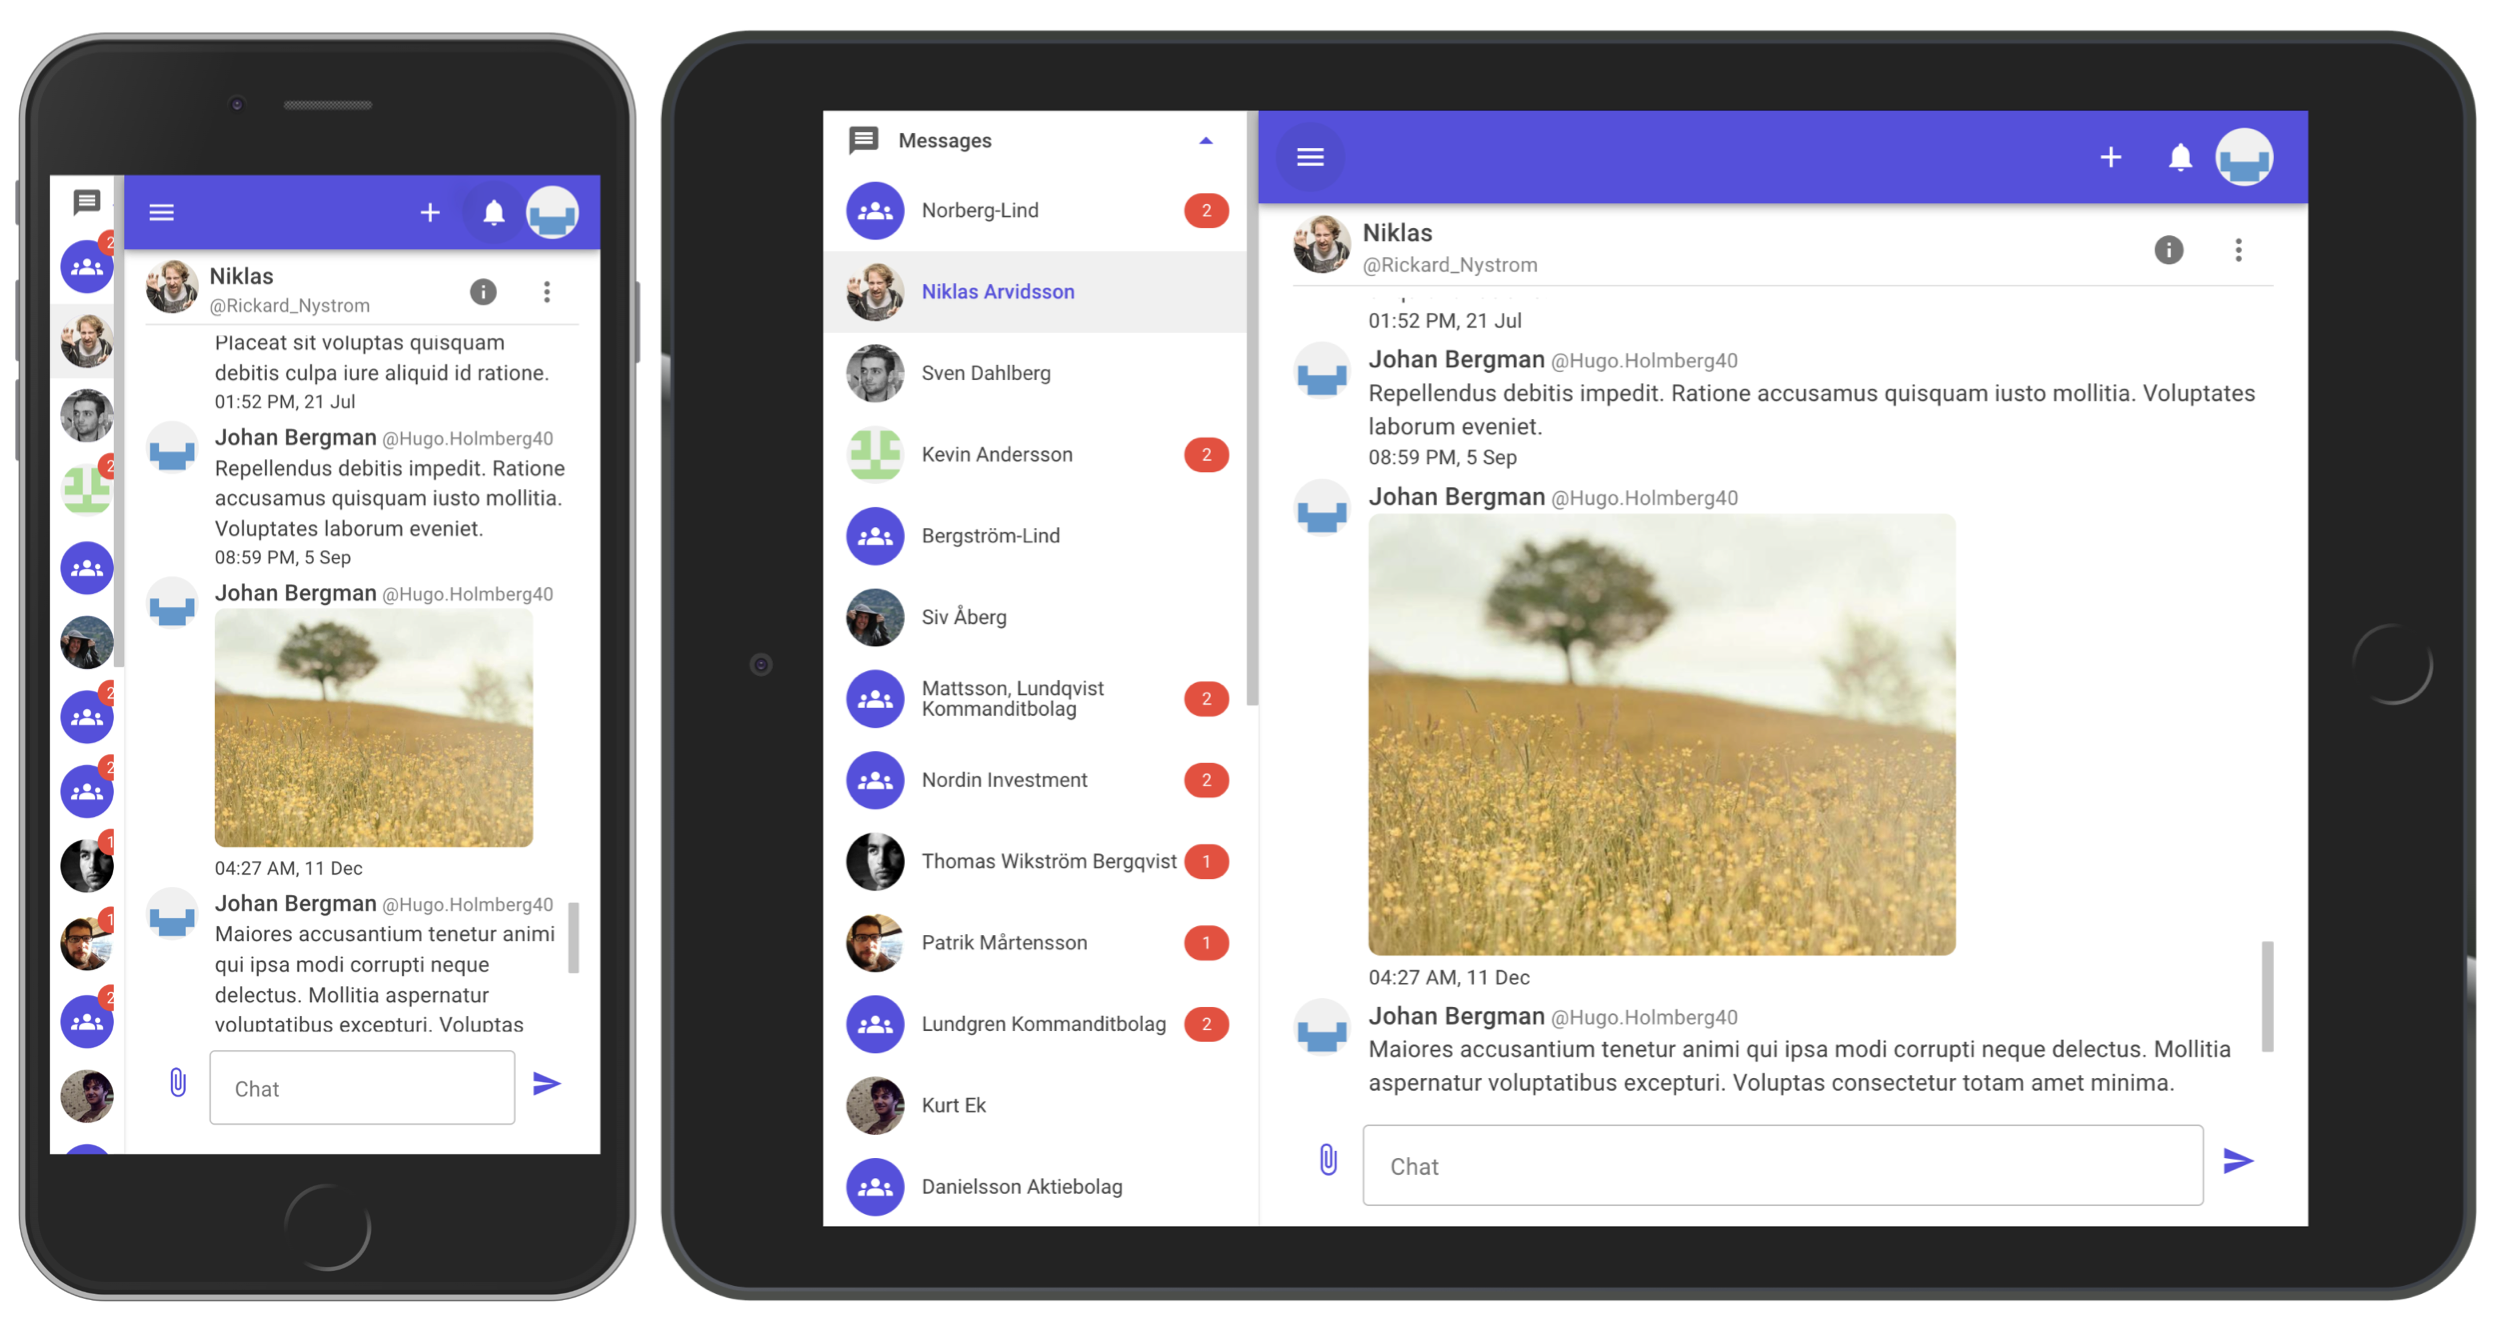 2
2
2
2
1
1
2
Niklas
@Rickard_Nystrom
Placeat sit voluptas quisquam
debitis culpa iure aliquid id ratione.
01:52 PM, 21 Jul
Johan Bergman @Hugo.Holmberg40
Repellendus debitis impedit. Ratione
accusamus quisquam iusto mollitia.
Voluptates laborum eveniet.
08:59 PM, 5 Sep
Johan Bergman @Hugo.Holmberg40
04:27 AM, 11 Dec
Johan Bergman @Hugo.Holmberg40
Maiores accusantium tenetur animi
qui ipsa modi corrupti neque
delectus. Mollitia aspernatur
voluptatibus excepturi. Voluptas
Chat
Messages
Norberg-Lind 2
Niklas Arvidsson
Sven Dahlberg
Kevin Andersson 2
Bergström-Lind
Siv Åberg
Mattsson, Lundqvist
Kommanditbolag 2
Nordin Investment 2
Thomas Wikström Bergqvist 1
Patrik Mårtensson 1
Lundgren Kommanditbolag 2
Kurt Ek
Danielsson Aktiebolag
Niklas
@Rickard_Nystrom
01:52 PM, 21 Jul
Johan Bergman @Hugo.Holmberg40
Repellendus debitis impedit. Ratione accusamus quisquam iusto mollitia. Voluptates
laborum eveniet.
08:59 PM, 5 Sep
Johan Bergman @Hugo.Holmberg40
04:27 AM, 11 Dec
Johan Bergman @Hugo.Holmberg40
Maiores accusantium tenetur animi qui ipsa modi corrupti neque delectus. Mollitia
aspernatur voluptatibus excepturi. Voluptas consectetur totam amet minima.
Chat